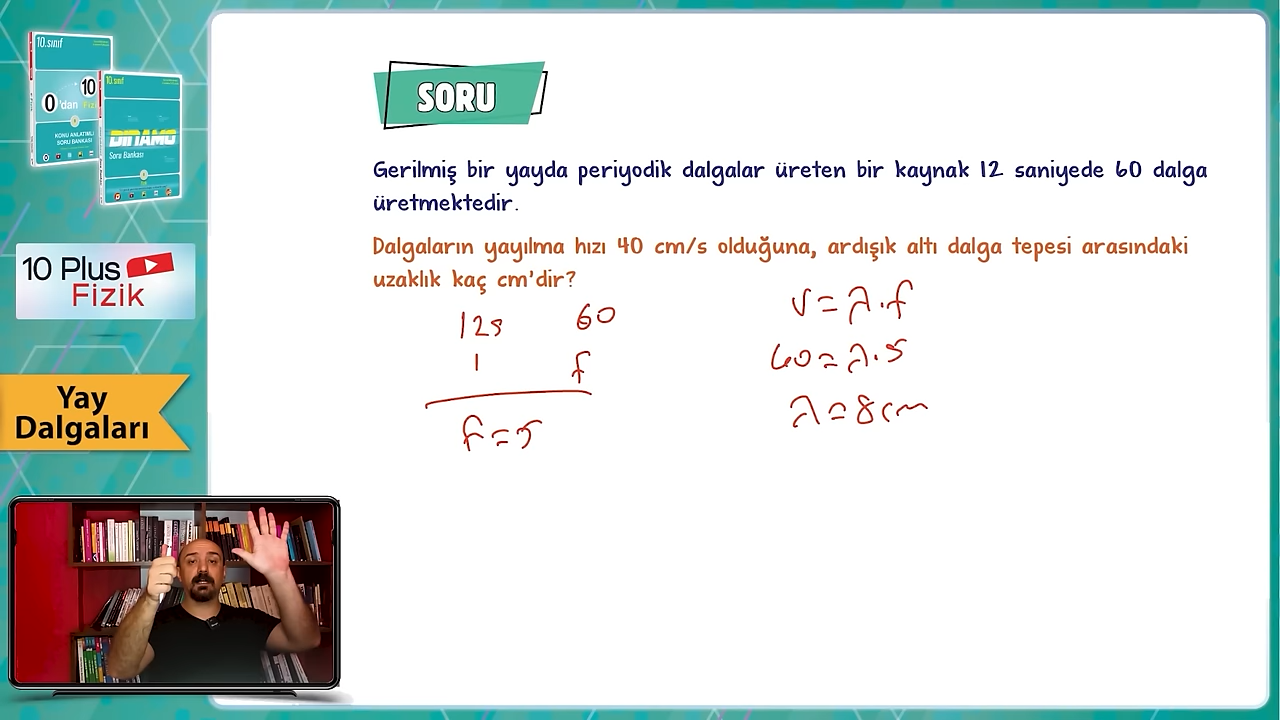 10.sınıf
0'dan 10
Fizik
KONU ANLATIMLI
SORU BANKASI
10.sınıf
DİNAMO
Soru Bankası
10 Plus
Fizik
Yay
Dalgaları
SORU
Gerilmiş bir yayda periyodik dalgalar üreten bir kaynak 12 saniyede 60 dalga
üretmektedir.
Dalgaların yayılma hızı 40 cm/s olduğuna, ardışık altı dalga tepesi arasındaki
uzaklık kaç cm'dir?
12s 60
1 f
f=5
v=λ.f
40=λ.5
λ=8cm